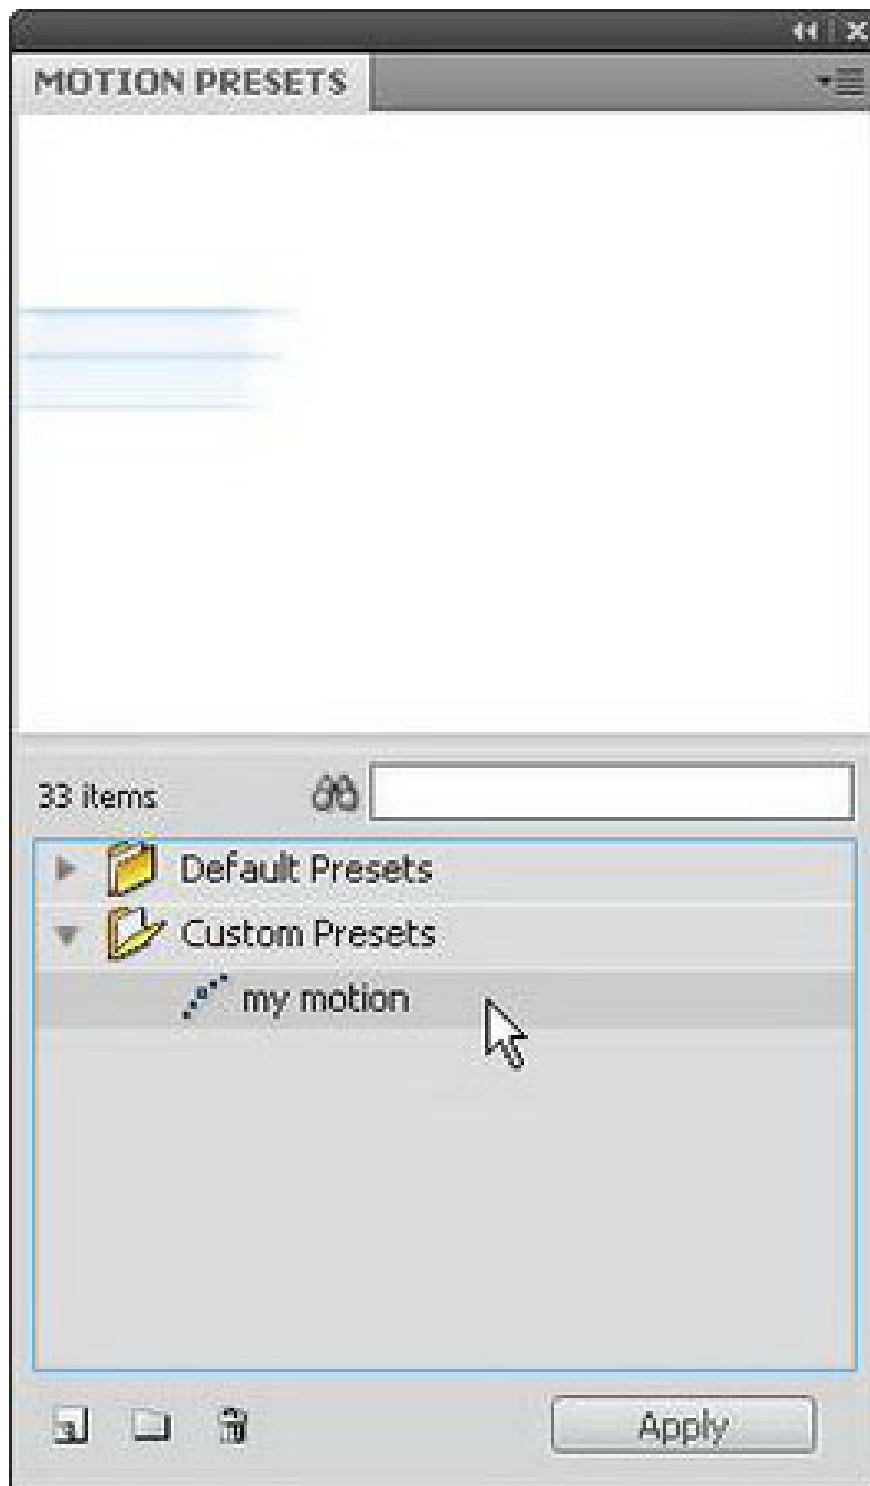 MOTION PRESETS
33 items
Default Presets
Custom Presets
my motion
Apply